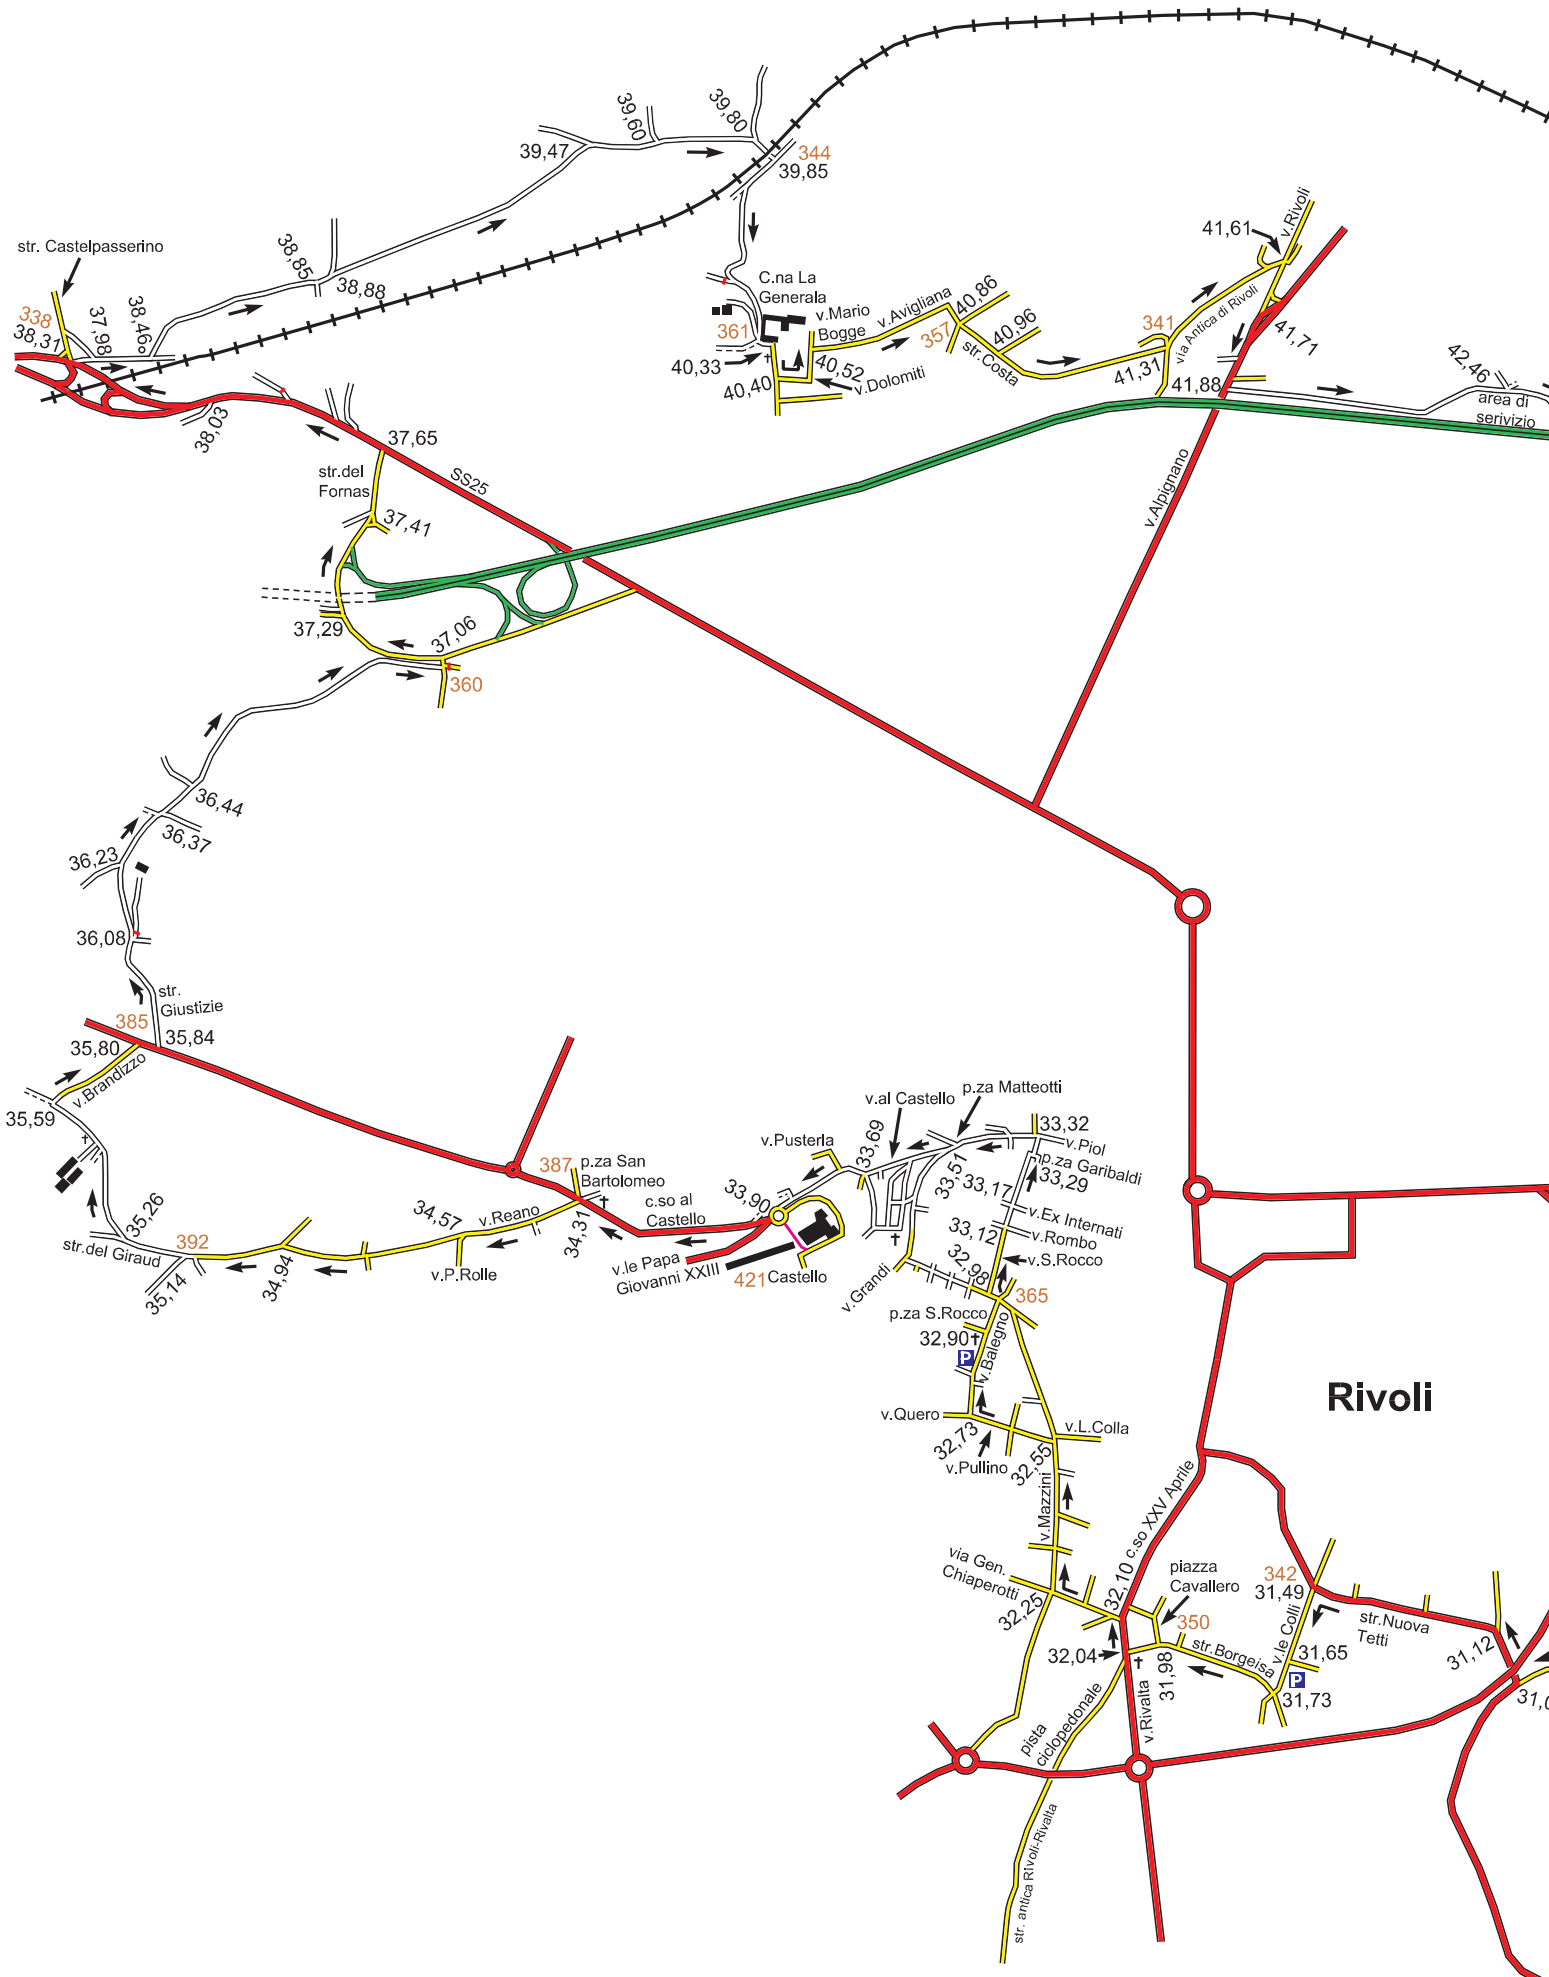 39,60
39,80
39,47
344
39,85
str. Castelpasserino
38,85
38,88
41,61
v.Rivoli
C.na La
Generala
338
38,31
37,98
38,46
361
v.Mario
Bogge
v.Avigliana
40,86
357
40,96
str.Costa
341
via Antica di Rivoli
41,71
40,33
40,40
40,52
v.Dolomiti
41,31
41,88
42,46
area di
serivizio
38,03
37,65
str.del
Fornas
SS25
v.Alpignano
37,41
37,29
37,06
360
36,44
36,37
36,23
36,08
str.
Giustizie
385
35,84
35,80
v.Brandizzo
35,59
p.za Matteotti
v.al Castello
33,32
v.Piol
v.Pusterla
33,69
p.za Garibaldi
33,51
33,29
387
p.za San
Bartolomeo
33,17
33,90
v.Ex Internati
35,26
34,57
v.Reano
34,31
c.so al
Castello
33,12
v.Rombo
str.del Giraud
392
32,98
v.S.Rocco
35,14
34,94
v.P.Rolle
v.le Papa
Giovanni XXIII
421
Castello
v.Grandi
365
p.za S.Rocco
32,90
P
v.Balegno
Rivoli
v.Quero
32,73
v.L.Colla
v.Pullino
32,55
v.Mazzini
c.so XXV Aprile
via Gen.
Chiaperotti
32,10
piazza
Cavallero
342
31,49
32,25
350
v.le Colli
str.Nuova
Tetti
32,04
31,98
str.Borgeisa
31,65
31,12
P
31,73
31,0
v.Rivalta
pista
ciclopedonale
str. antica Rivoli-Rivalta